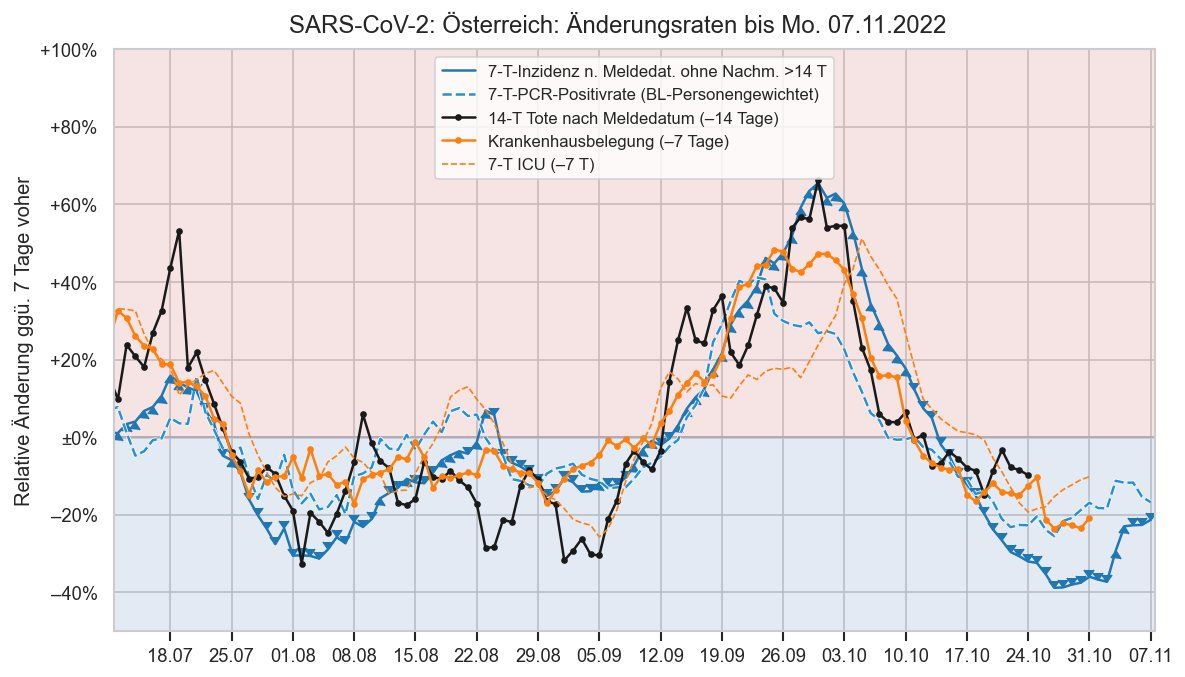 SARS-CoV-2: Österreich: Änderungsraten bis Mo. 07.11.2022
Relative Änderung ggü. 7 Tage voher
+100%
+80%
+60%
+40%
+20%
±0%
–20%
–40%
7-T-Inzidenz n. Meldedat. ohne Nachm. >14 T
7-T-PCR-Positivrate (BL-Personengewichtet)
14-T Tote nach Meldedatum (–14 Tage)
Krankenhausbelegung (–7 Tage)
7-T ICU (–7 T)
18.07 25.07 01.08 08.08 15.08 22.08 29.08 05.09 12.09 19.09 26.09 03.10 10.10 17.10 24.10 31.10 07.11